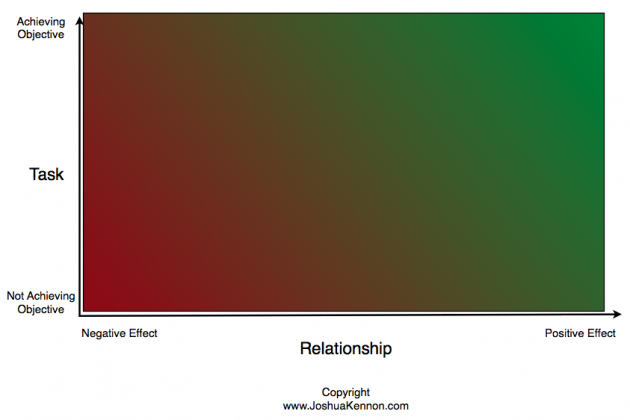 Achieving
Objective
Task
Not Achieving
Objective
Negative Effect
Positive Effect
Relationship
Copyright
www.JoshuaKennon.com